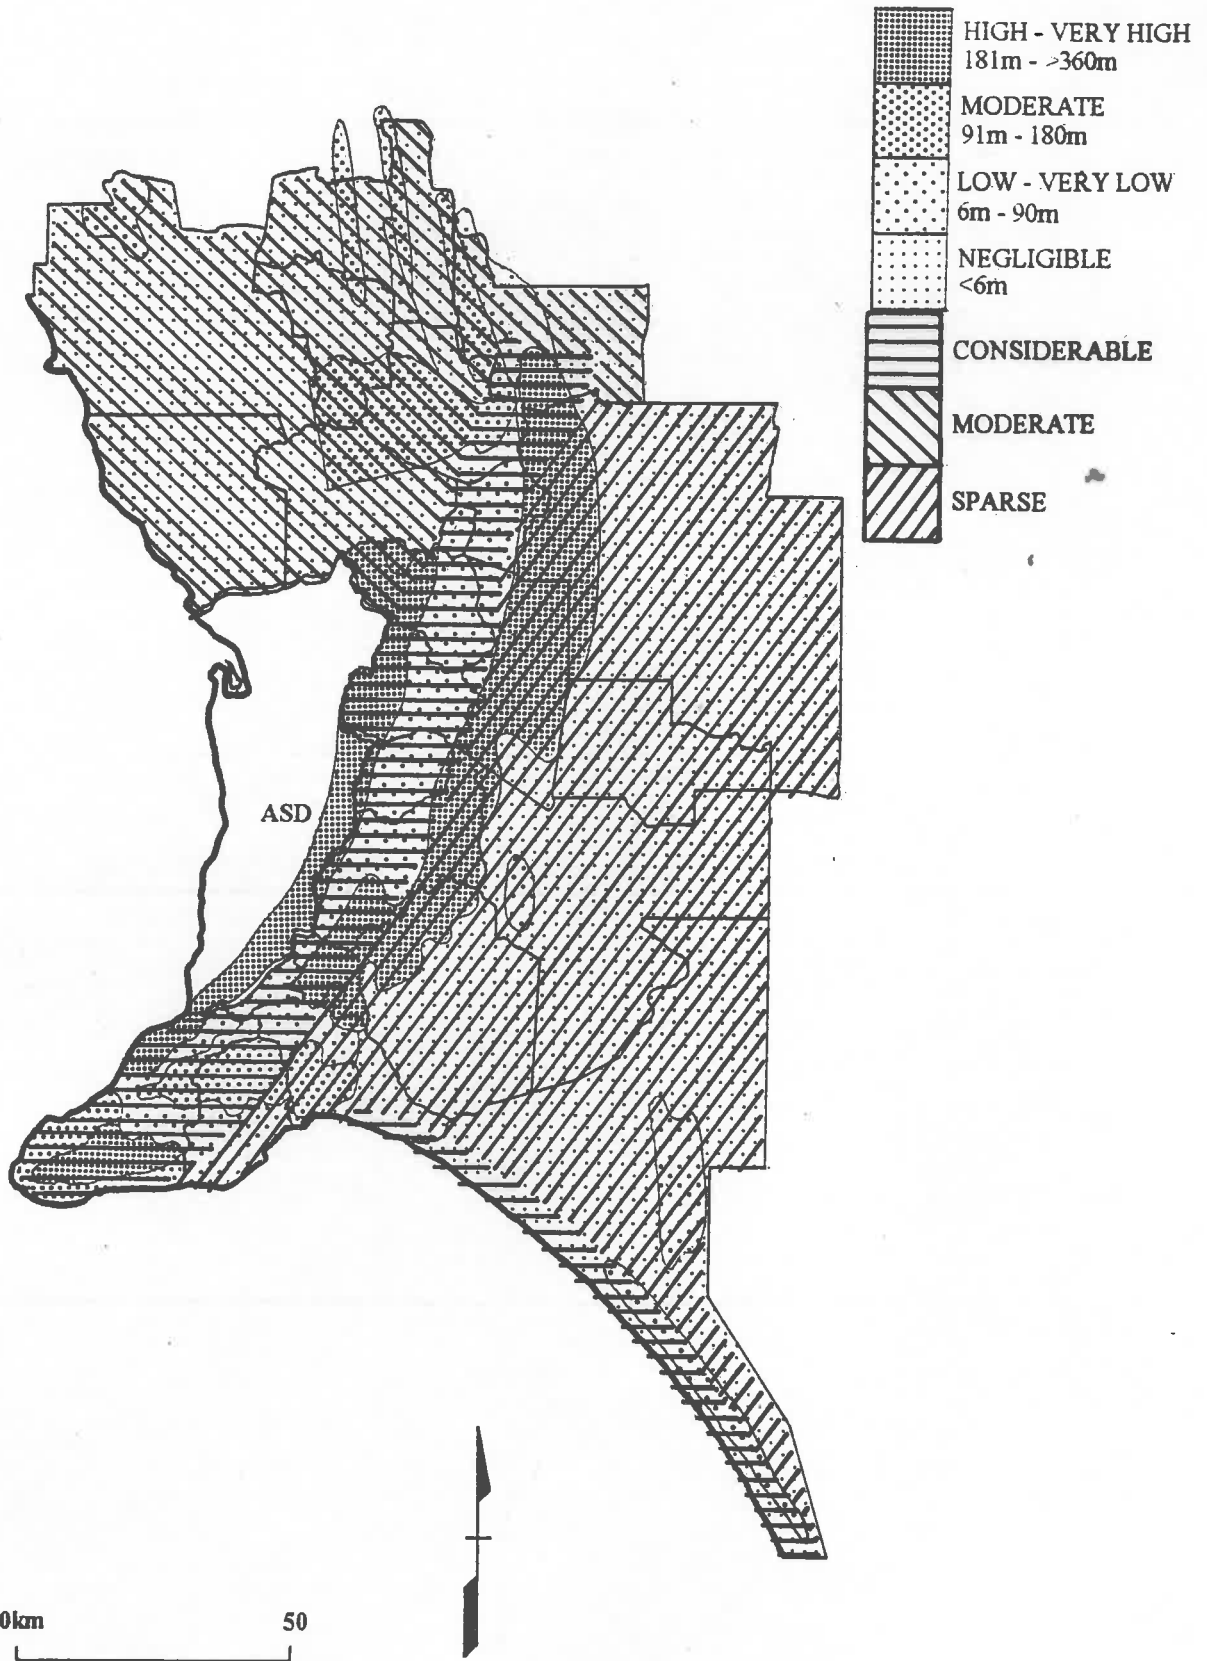 HIGH - VERY HIGH
181m - >360m
MODERATE
91m - 180m
LOW - VERY LOW
6m - 90m
NEGLIGIBLE
<6m
CONSIDERABLE
MODERATE
SPARSE
ASD
0km 50